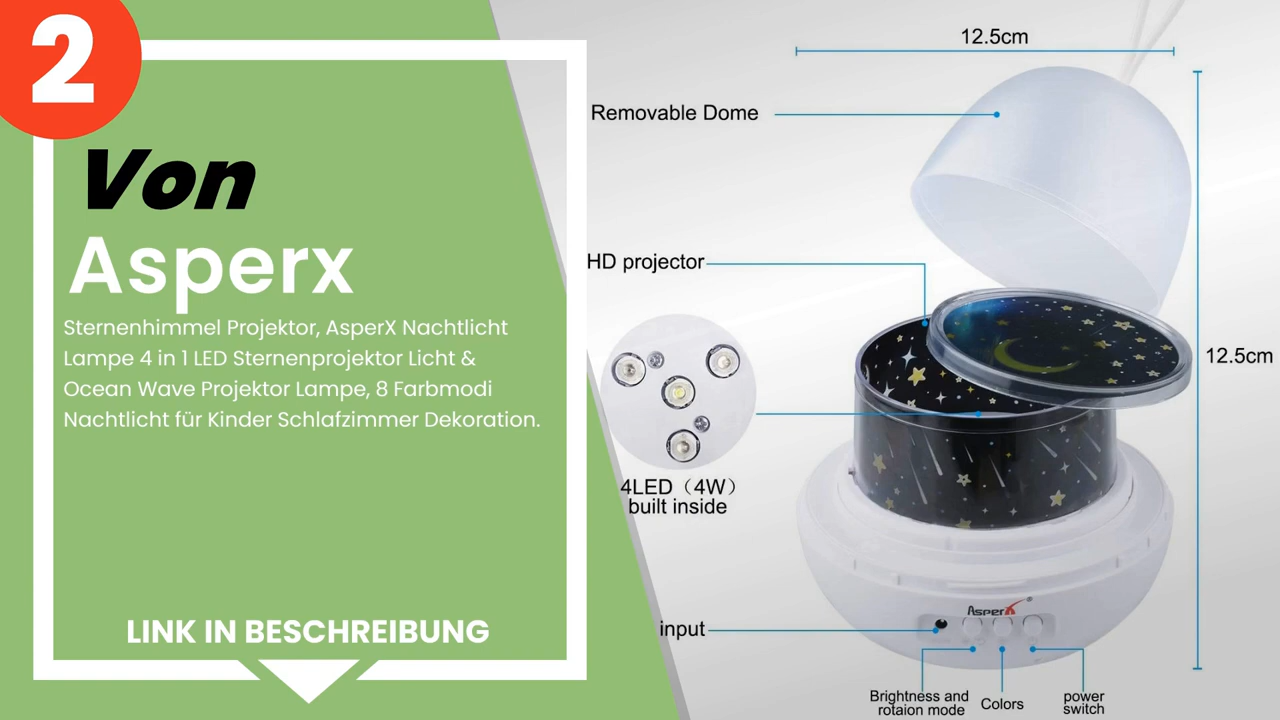 2
Von
Asperx
Sternenhimmel Projektor, AsperX Nachtlicht
Lampe 4 in 1 LED Sternenprojektor Licht &
Ocean Wave Projektor Lampe, 8 Farbmodi
Nachtlicht für Kinder Schlafzimmer Dekoration.
LINK IN BESCHREIBUNG
12.5cm
Removable Dome
HD projector
12.5cm
4LED（4W）
built inside
AsperX ®
input
Brightness and
rotaion mode
Colors
power
switch